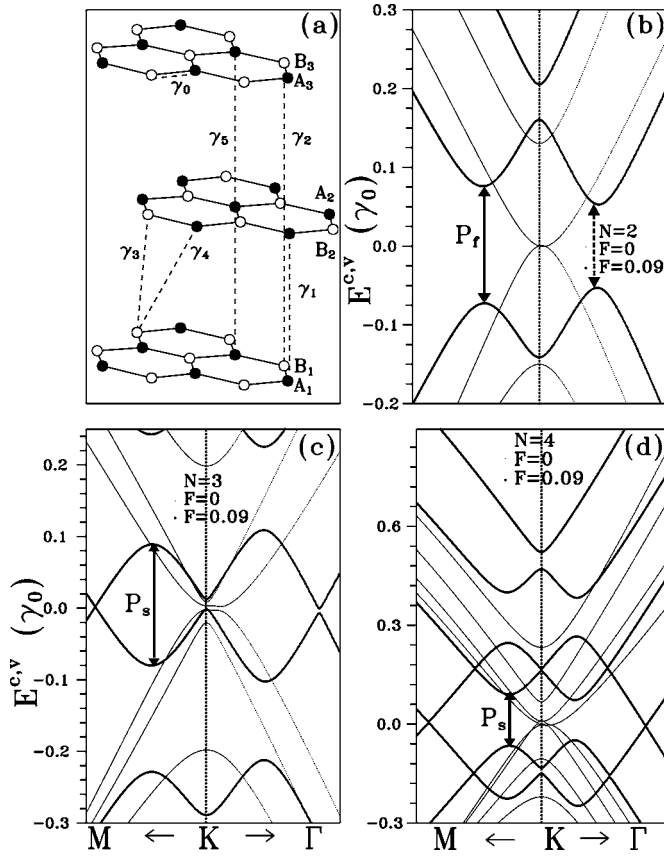 (a)
B₃
A₃
γ₀
γ₅
γ₂
A₂
B₂
γ₃
γ₄
γ₁
B₁
A₁
(b)
0.3
0.2
0.1
0.0
-0.1
-0.2
E^c,v (γ₀)
P_f
N=2
F=0
F=0.09
(c)
0.2
0.1
0.0
-0.1
-0.2
-0.3
E^c,v (γ₀)
N=3
F=0
F=0.09
P_s
M ← K → Γ
(d)
0.6
0.3
0.0
-0.3
N=4
F=0
F=0.09
P_s
M ← K → Γ